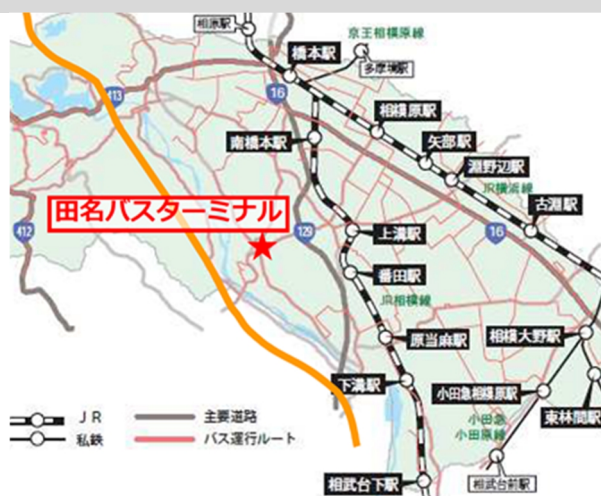 相原駅
京王相模原線
橋本駅
多摩境駅
413
16
相模原駅
南橋本駅
矢部駅
淵野辺駅
JR横浜線
古淵駅
田名バスターミナル
412
129
上溝駅
16
番田駅
JR相模線
原当麻駅
相模大野駅
下溝駅
小田急相模原駅
東林間駅
小田急
小田原線
相武台下駅
相武台前駅
JR
私鉄
主要道路
バス運行ルート